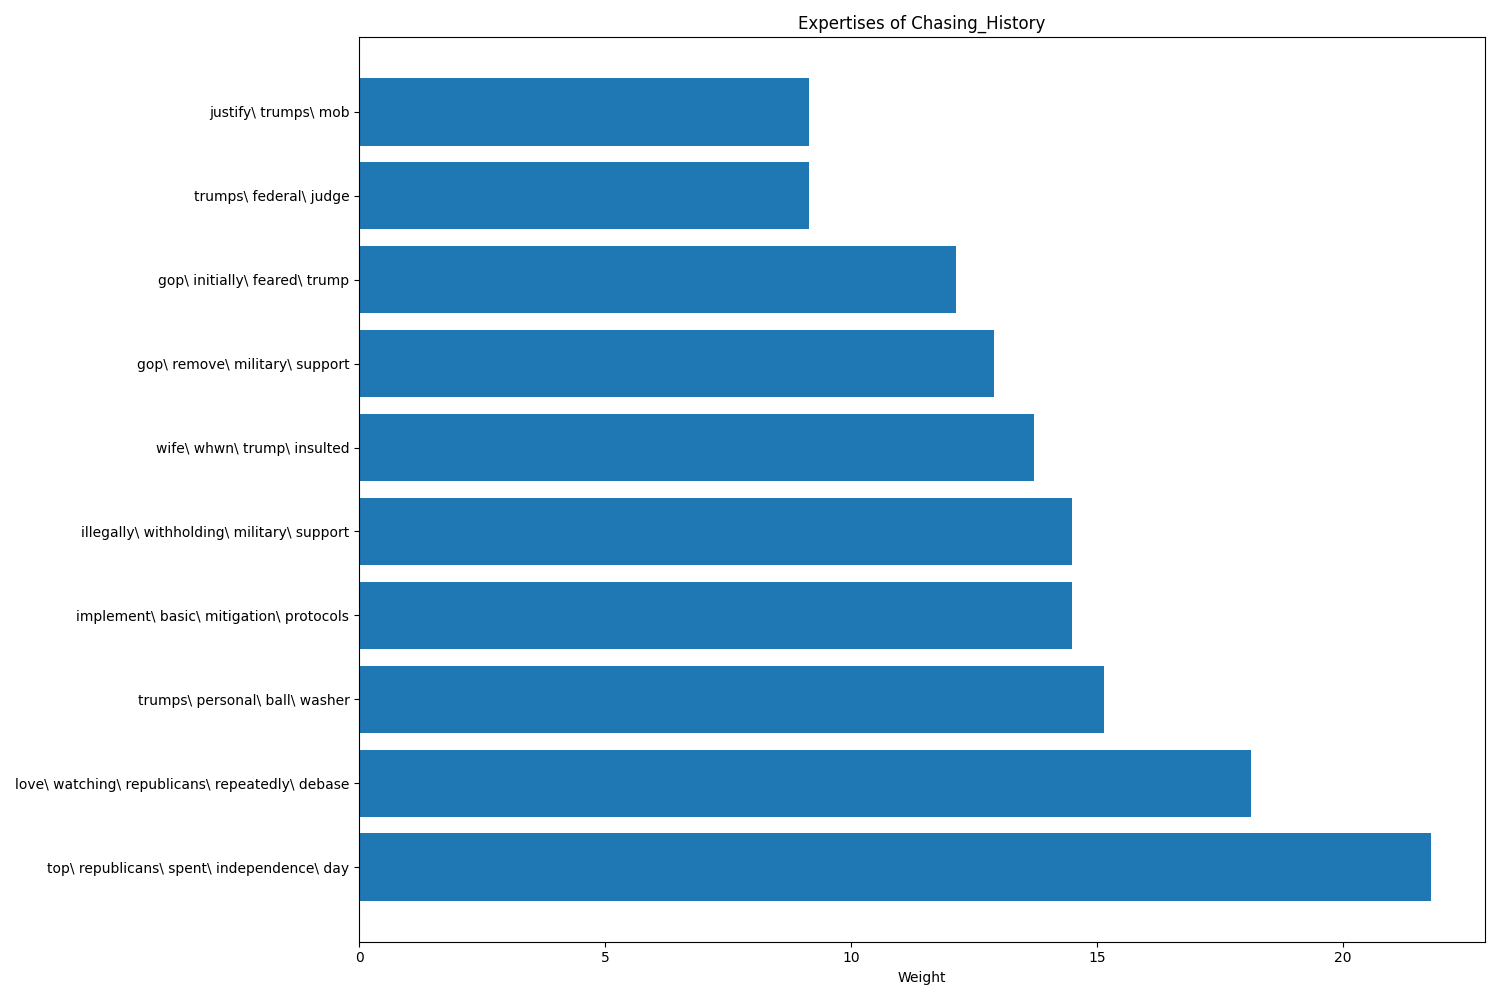 Expertises of Chasing_History
justify\ trumps\ mob
trumps\ federal\ judge
gop\ initially\ feared\ trump
gop\ remove\ military\ support
wife\ whwn\ trump\ insulted
illegally\ withholding\ military\ support
implement\ basic\ mitigation\ protocols
trumps\ personal\ ball\ washer
love\ watching\ republicans\ repeatedly\ debase
top\ republicans\ spent\ independence\ day
0 5 10 15 20
Weight